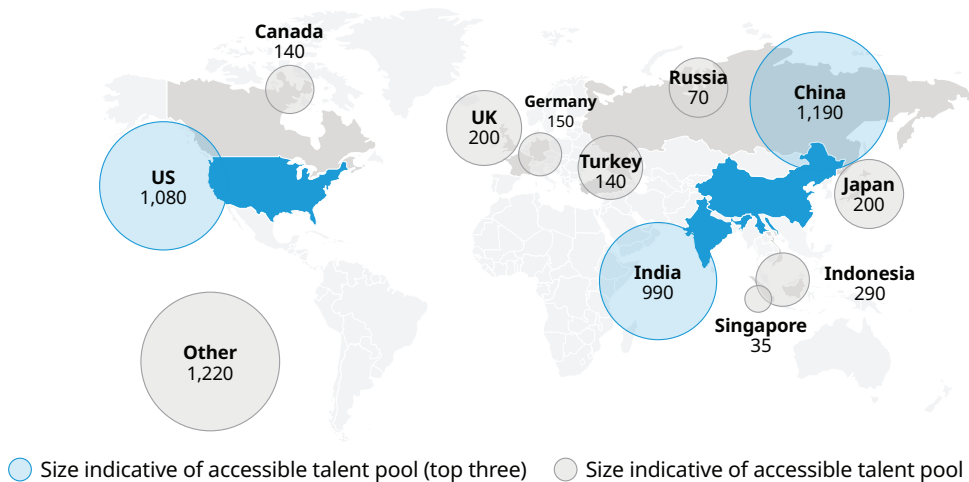 Canada
140
Russia
70
China
1,190
UK
200
Germany
150
Turkey
140
US
1,080
Japan
200
India
990
Indonesia
290
Singapore
35
Other
1,220
Size indicative of accessible talent pool (top three)
Size indicative of accessible talent pool